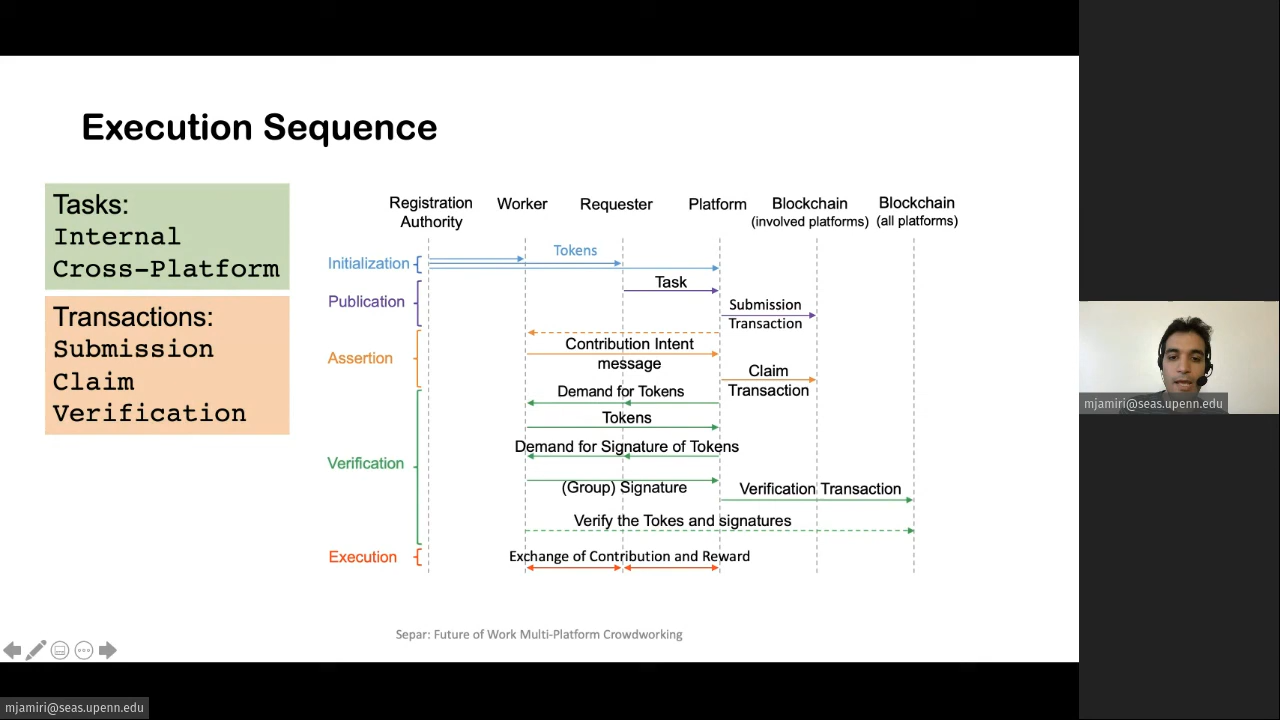 Execution Sequence
Tasks:
Internal
Cross-Platform
Transactions:
Submission
Claim
Verification
Registration
Authority
Worker
Requester
Platform
Blockchain
(involved platforms)
Blockchain
(all platforms)
Initialization
Tokens
Publication
Task
Submission
Transaction
Assertion
Contribution Intent
message
Claim
Transaction
Verification
Demand for Tokens
Tokens
Demand for Signature of Tokens
(Group) Signature
Verification Transaction
Verify the Tokes and signatures
Execution
Exchange of Contribution and Reward
Separ: Future of Work Multi-Platform Crowdworking
mjamiri@seas.upenn.edu
mjamiri@seas.upenn.edu